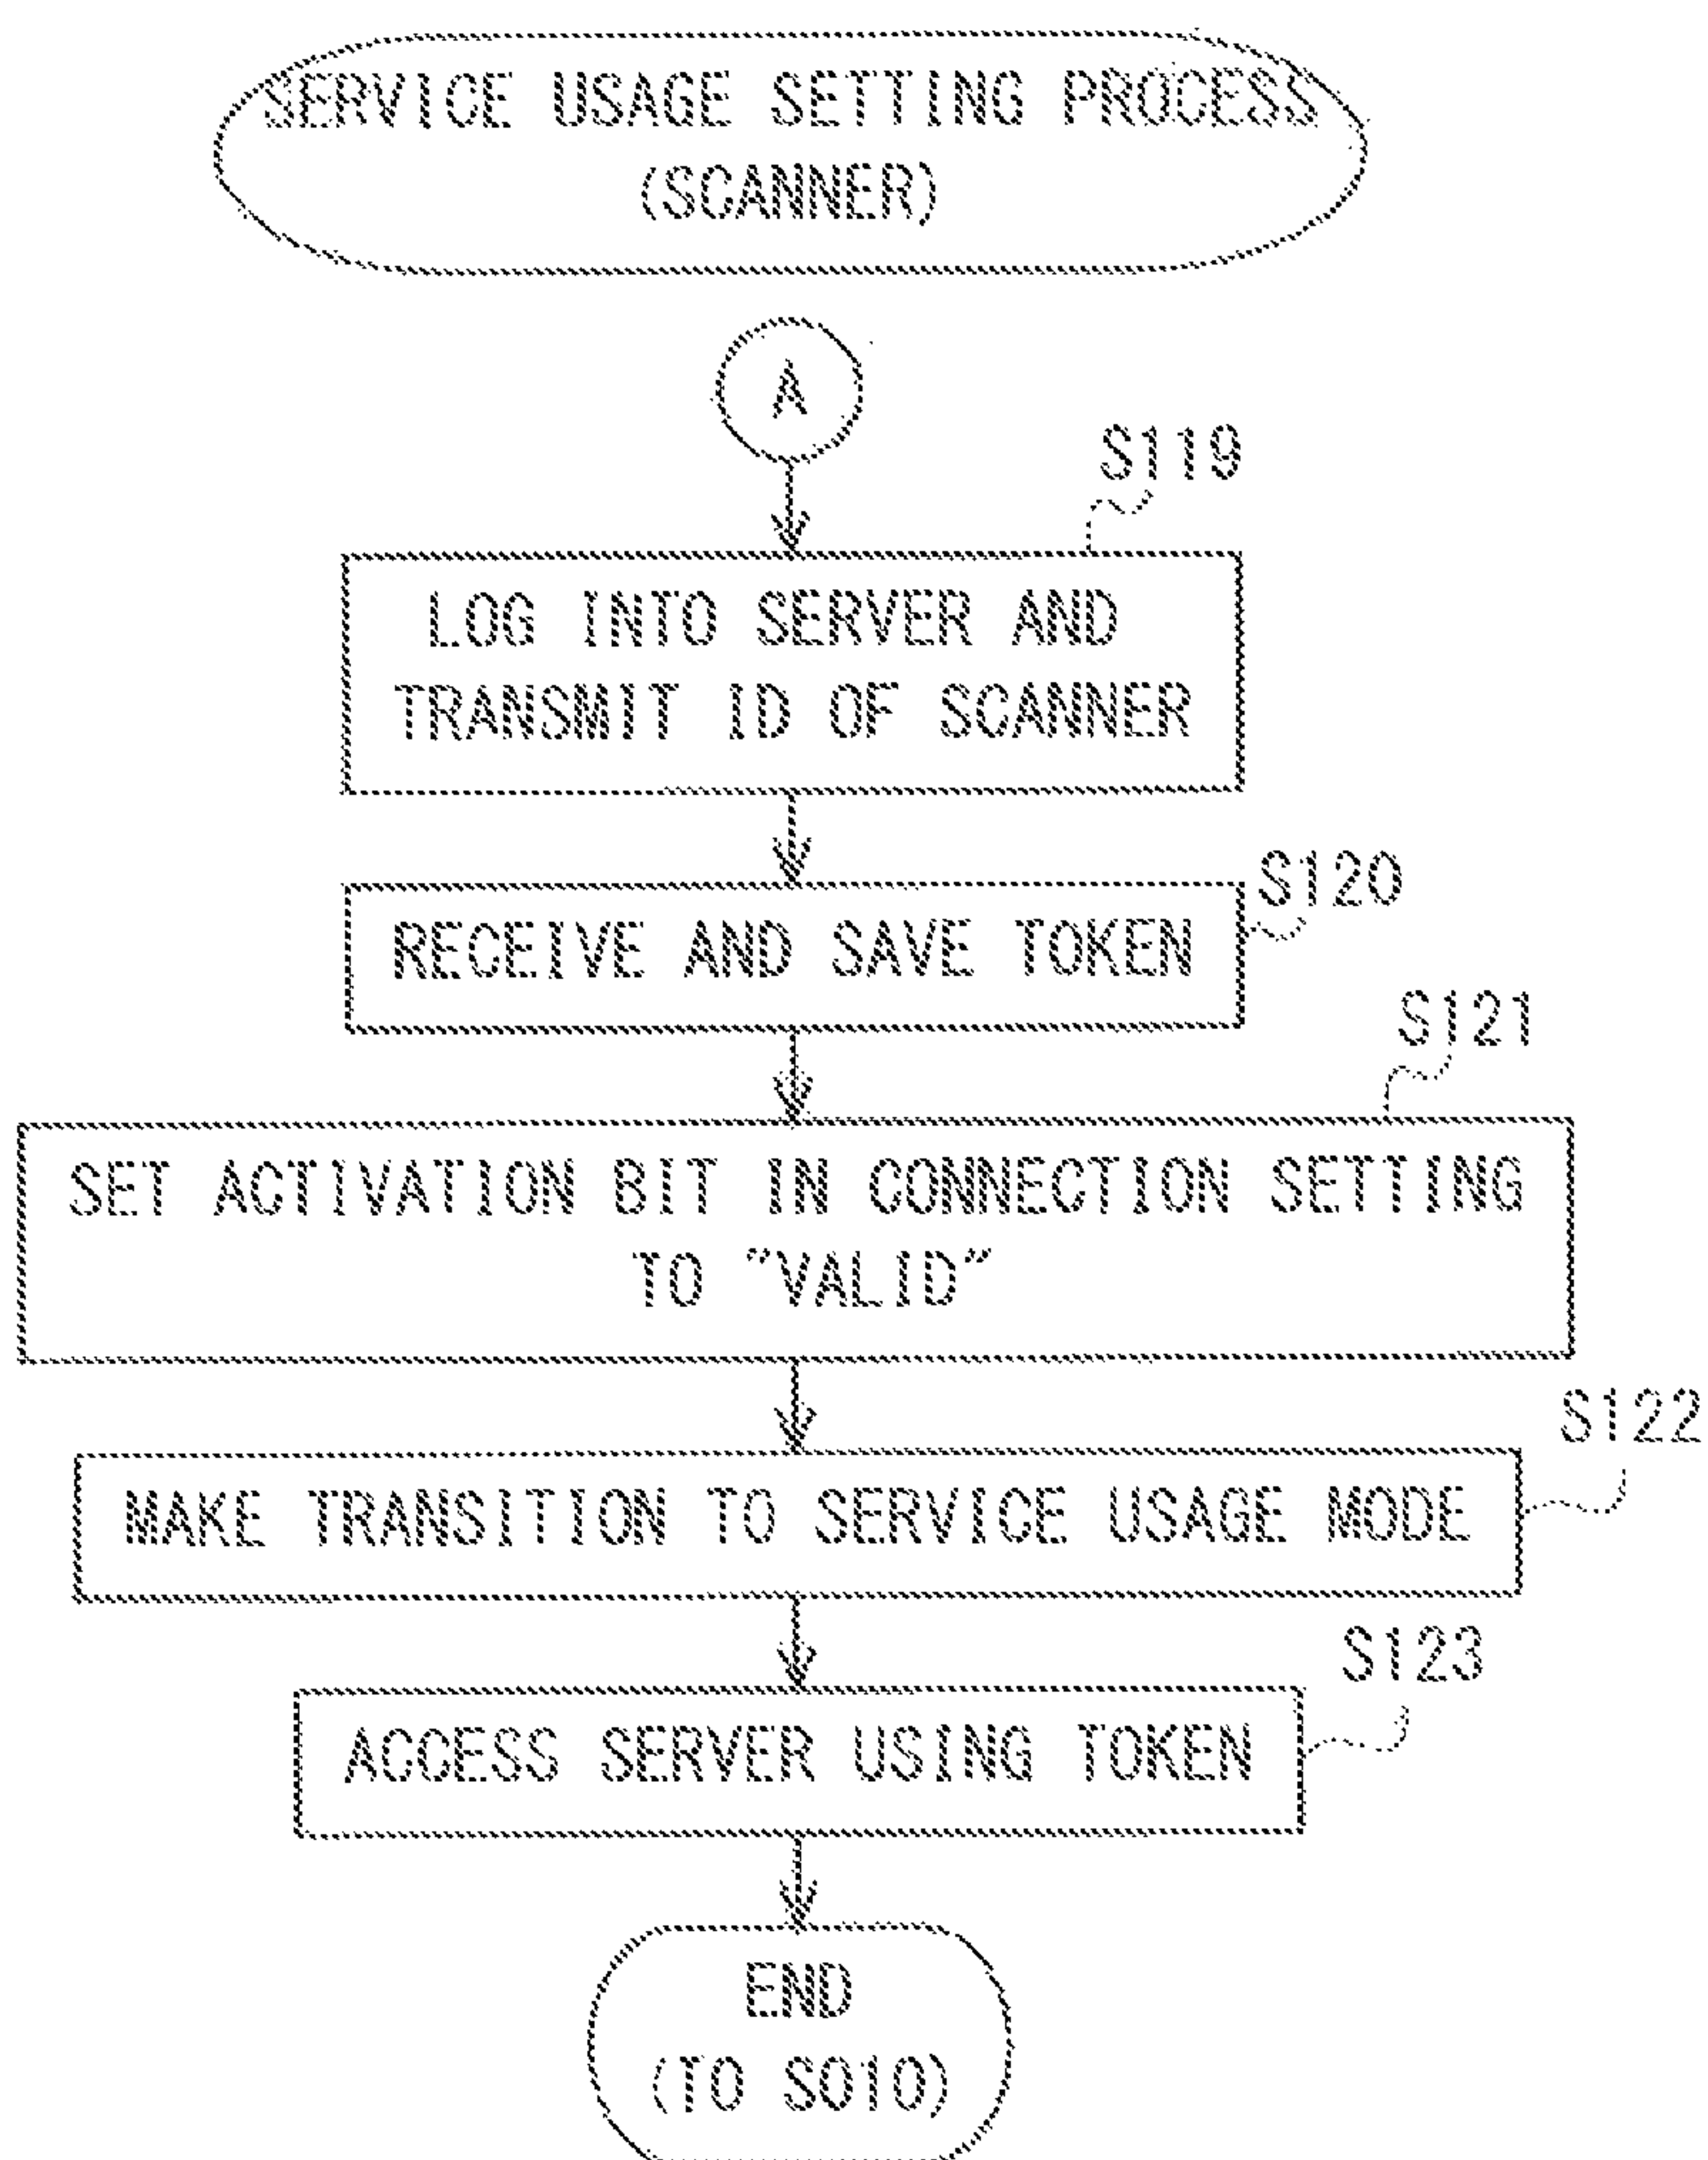 SERVICE USAGE SETTING PROCESS
(SCANNER)
A
S119
LOG INTO SERVER AND
TRANSMIT ID OF SCANNER
S120
RECEIVE AND SAVE TOKEN
S121
SET ACTIVATION BIT IN CONNECTION SETTING
TO "VALID"
S122
MAKE TRANSITION TO SERVICE USAGE MODE
S123
ACCESS SERVER USING TOKEN
END
(TO S010)